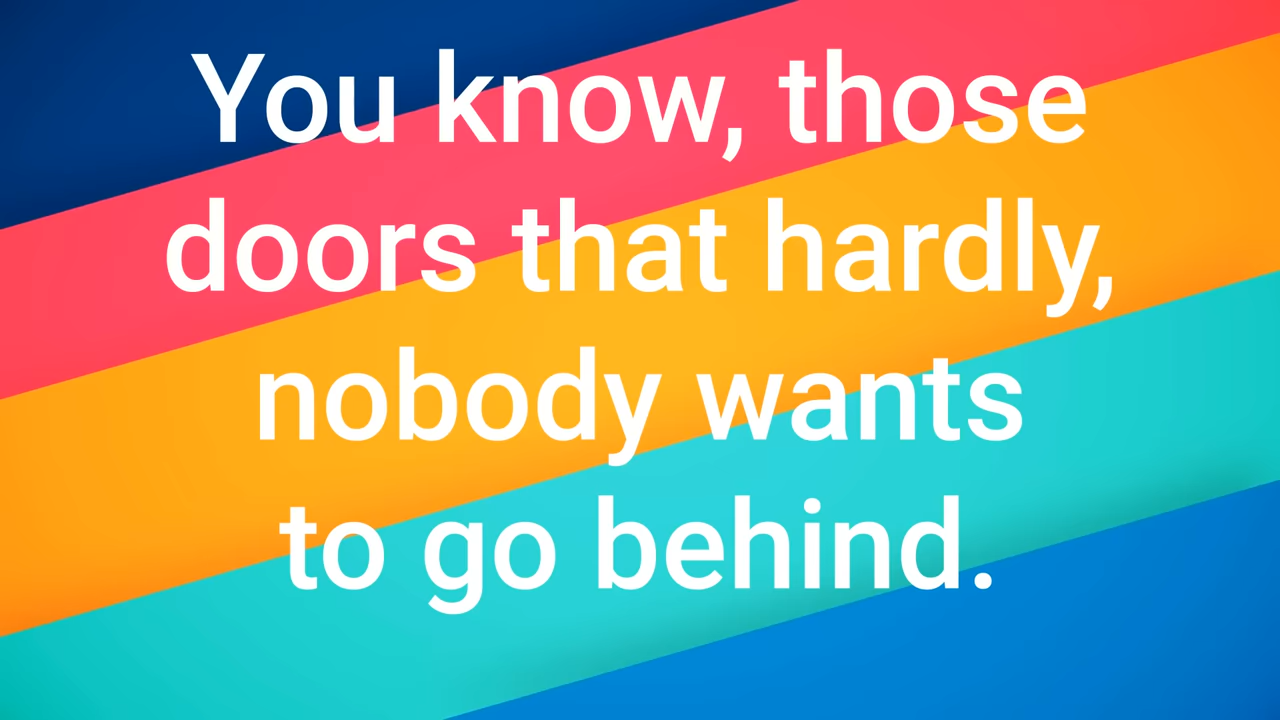 You know, those
doors that hardly,
nobody wants
to go behind.